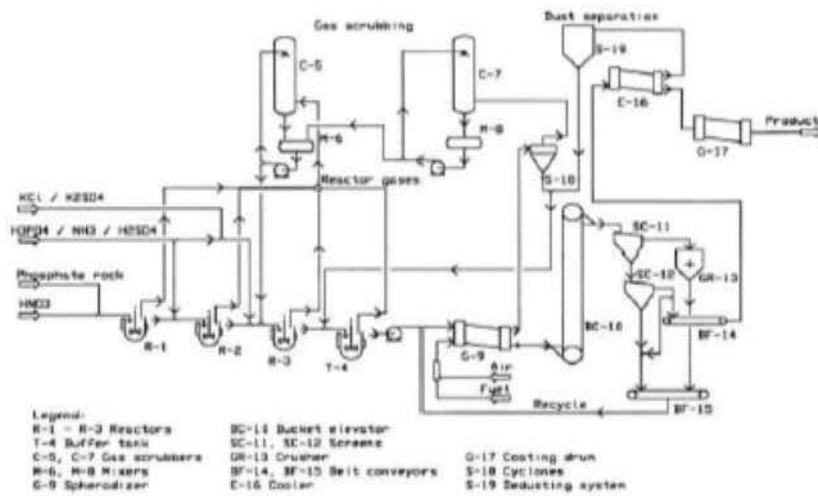 Gas scrubbing
Dust separation
C-5
C-7
S-19
E-16
Product
G-17
M-6
M-8
S-18
Reactor gases
KCl / K2SO4
H3PO4 / NH3 / H2SO4
Phosphate rock
HNO3
SC-11
SC-12
GR-13
R-1
R-2
R-3
T-4
G-9
BC-10
BF-14
Air
Fuel
Recycle
BF-15
Legend:
R-1 - R-3 Reactors
T-4 Buffer tank
C-5, C-7 Gas scrubbers
M-6, M-8 Mixers
G-9 Spherodizer
BC-10 Bucket elevator
SC-11, SC-12 Screens
GR-13 Crusher
BF-14, BF-15 Belt conveyors
E-16 Cooler
G-17 Coating drum
S-18 Cyclones
S-19 Dedusting system